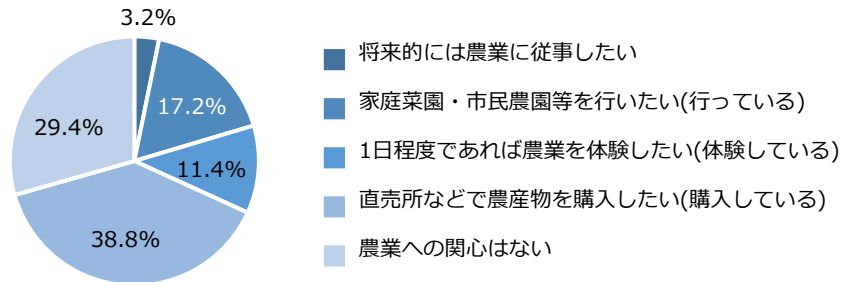 3.2%
17.2%
11.4%
38.8%
29.4%
将来的には農業に従事したい
家庭菜園・市民農園等を行いたい(行っている)
1日程度であれば農業を体験したい(体験している)
直売所などで農産物を購入したい(購入している)
農業への関心はない